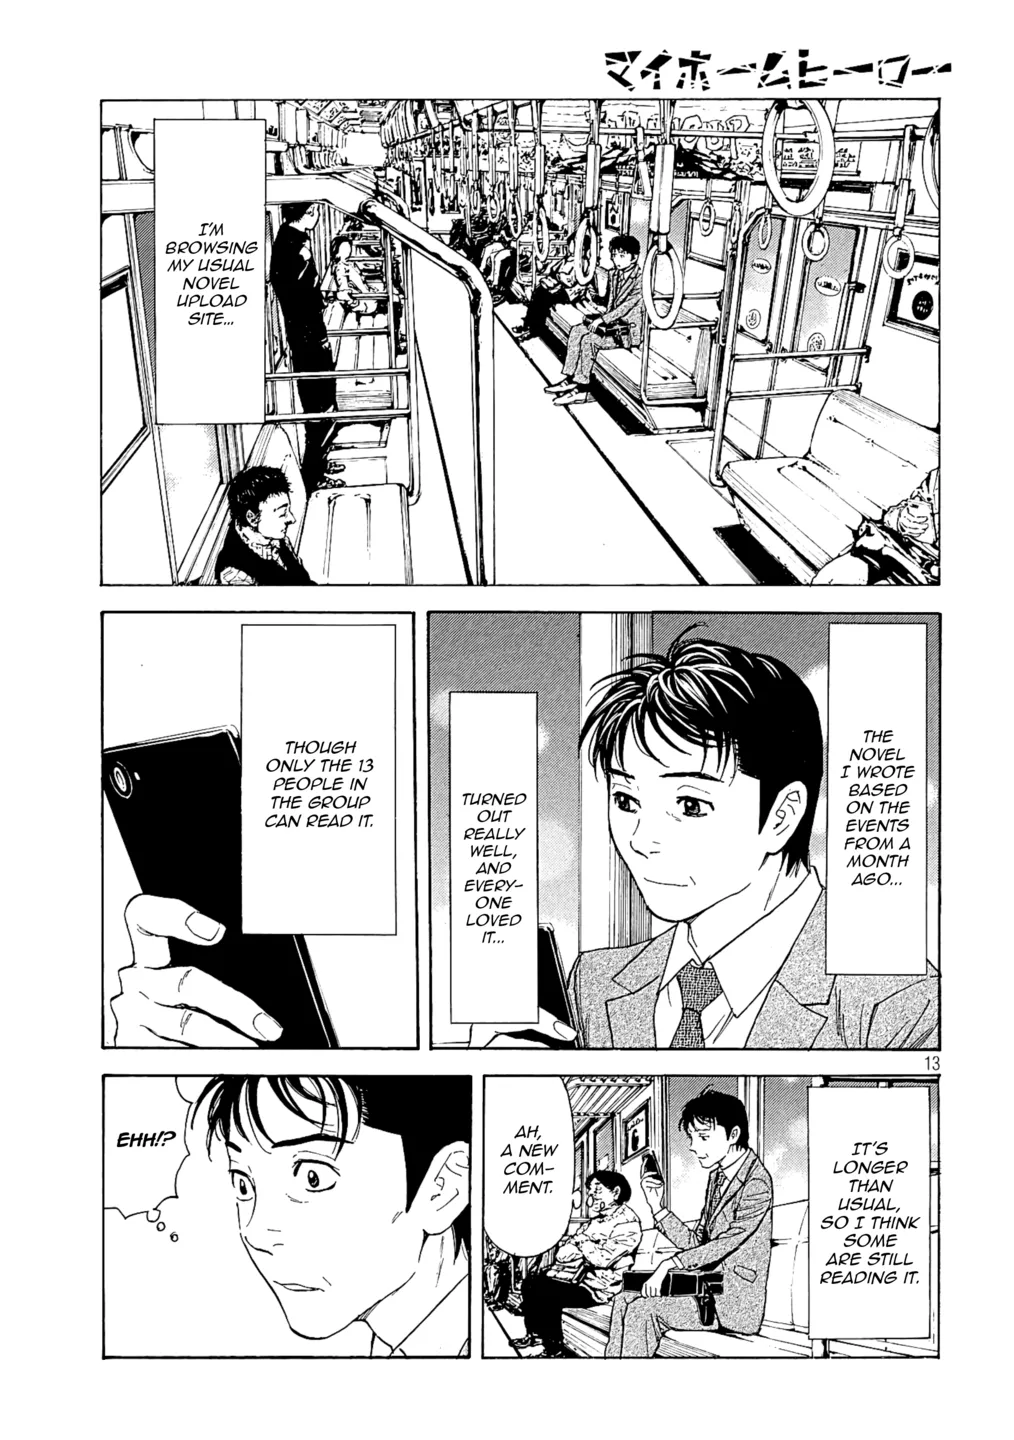 マイホームヒーロー
I'M
BROWSING
MY USUAL
NOVEL
UPLOAD
SITE...
THE
NOVEL
I WROTE
BASED
ON THE
EVENTS
FROM A
MONTH
AGO...
TURNED
OUT
REALLY
WELL,
AND
EVERY-
ONE
LOVED
IT...
THOUGH
ONLY THE 13
PEOPLE IN
THE GROUP
CAN READ IT.
13
IT'S
LONGER
THAN
USUAL,
SO I THINK
SOME
ARE STILL
READING IT.
AH,
A NEW
COM-
MENT.
EHH!?